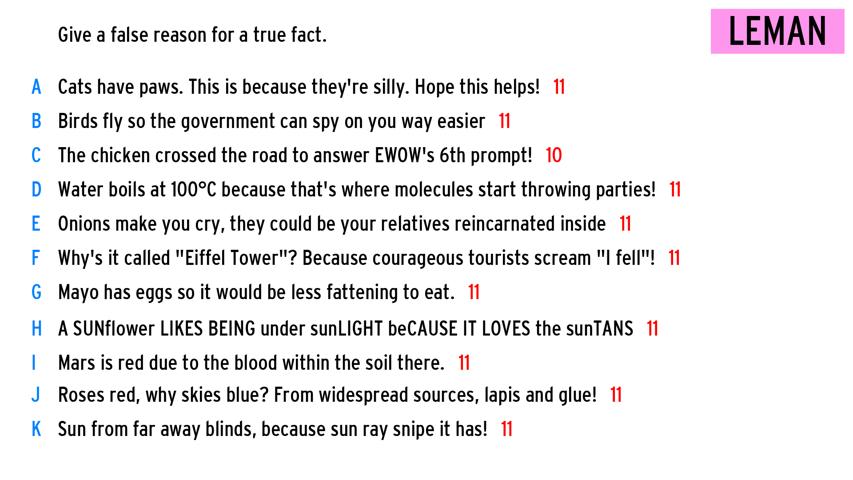 Give a false reason for a true fact.
LEMAN
A Cats have paws. This is because they're silly. Hope this helps! 11
B Birds fly so the government can spy on you way easier 11
C The chicken crossed the road to answer EWOW's 6th prompt! 10
D Water boils at 100°C because that's where molecules start throwing parties! 11
E Onions make you cry, they could be your relatives reincarnated inside 11
F Why's it called "Eiffel Tower"? Because courageous tourists scream "I fell"! 11
G Mayo has eggs so it would be less fattening to eat. 11
H A SUNflower LIKES BEING under sunLIGHT beCAUSE IT LOVES the sunTANS 11
I Mars is red due to the blood within the soil there. 11
J Roses red, why skies blue? From widespread sources, lapis and glue! 11
K Sun from far away blinds, because sun ray snipe it has! 11